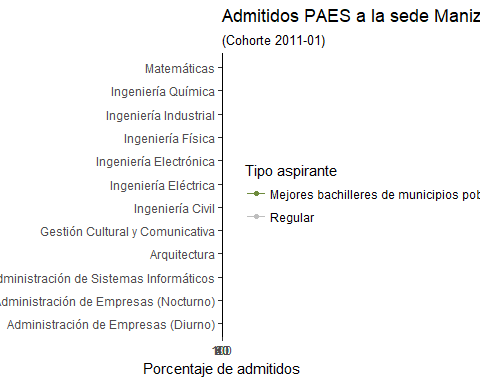 Admitidos PAES a la sede Maniz
(Cohorte 2011-01)
Matemáticas
Ingeniería Química
Ingeniería Industrial
Ingeniería Física
Ingeniería Electrónica
Ingeniería Eléctrica
Ingeniería Civil
Gestión Cultural y Comunicativa
Arquitectura
dministración de Sistemas Informáticos
Administración de Empresas (Nocturno)
Administración de Empresas (Diurno)
Tipo aspirante
Mejores bachilleres de municipios pob
Regular
Porcentaje de admitidos